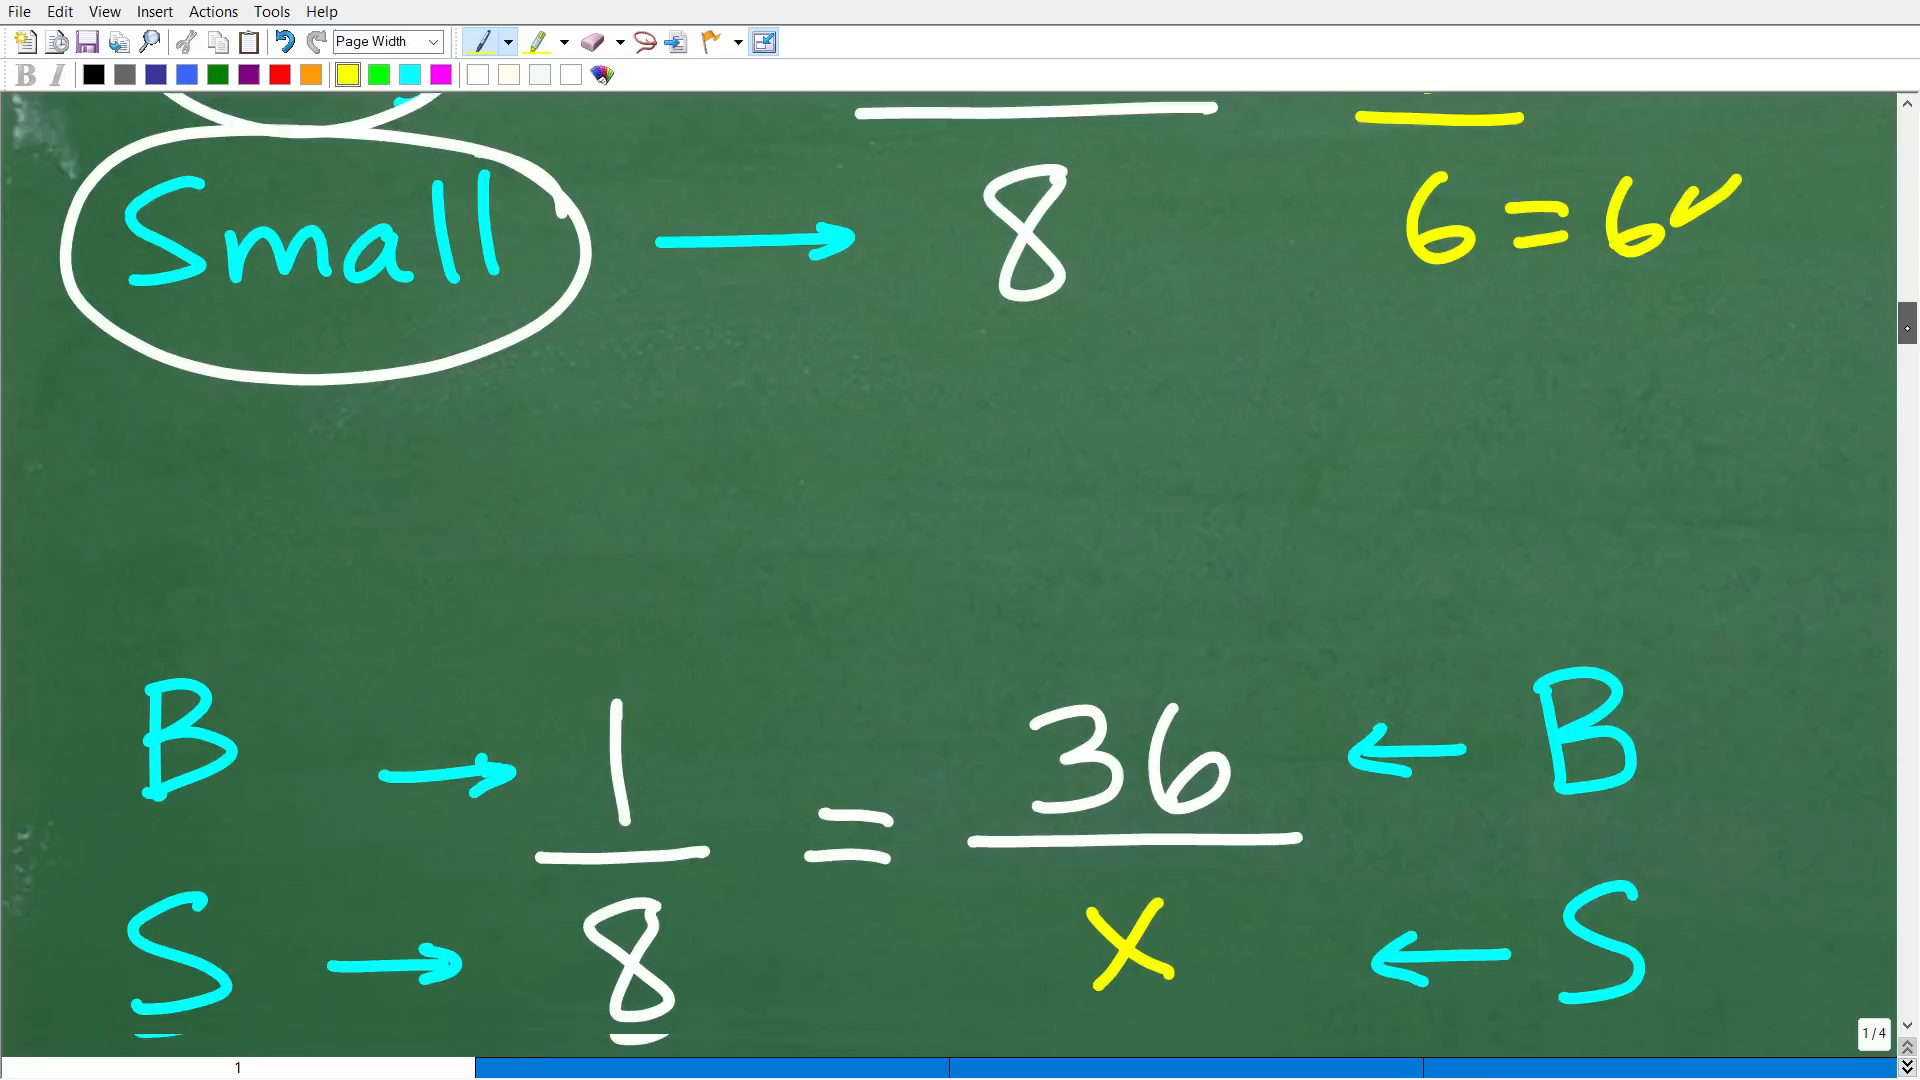 File Edit View Insert Actions Tools Help
Page Width
B I
Small → 8
6 = 6 ✓
B → 1 = 36 ← B
S → 8 x ← S
1 / 4
1